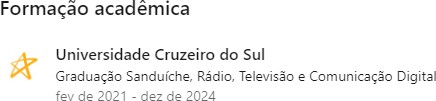 Formação acadêmica
Universidade Cruzeiro do Sul
Graduação Sanduíche, Rádio, Televisão e Comunicação Digital
fev de 2021 - dez de 2024